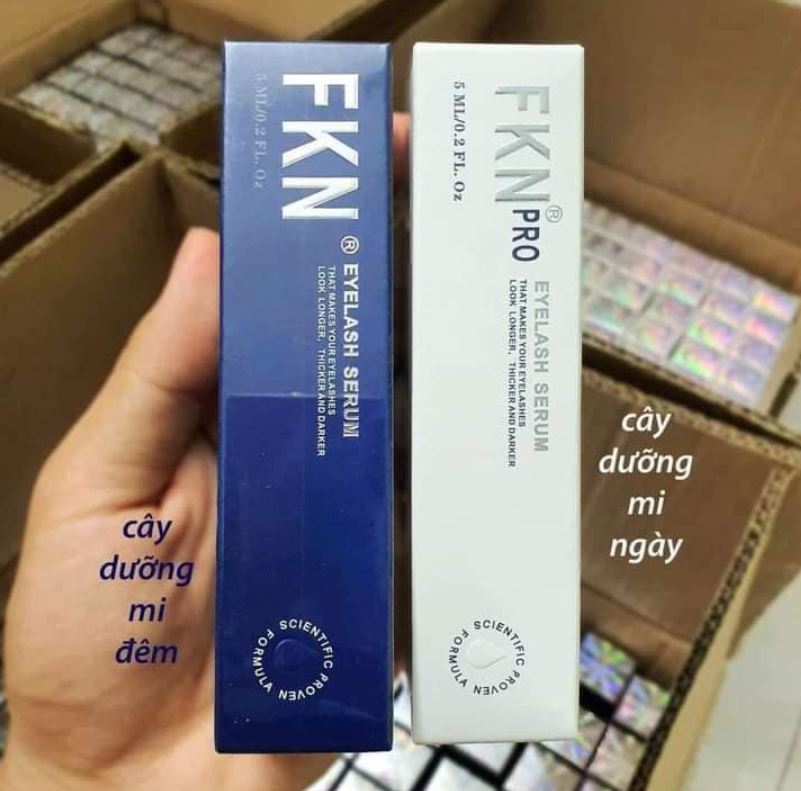 FKN®
5 ML/0.2 FL. Oz
EYELASH SERUM
THAT MAKES YOUR EYELASHES
LOOK LONGER, THICKER AND DARKER
SCIENTIFIC PROVEN FORMULA
FKN®
PRO
5 ML/0.2 FL. Oz
EYELASH SERUM
THAT MAKES YOUR EYELASHES
LOOK LONGER, THICKER AND DARKER
SCIENTIFIC PROVEN FORMULA
cây
dưỡng
mi
đêm
cây
dưỡng
mi
ngày